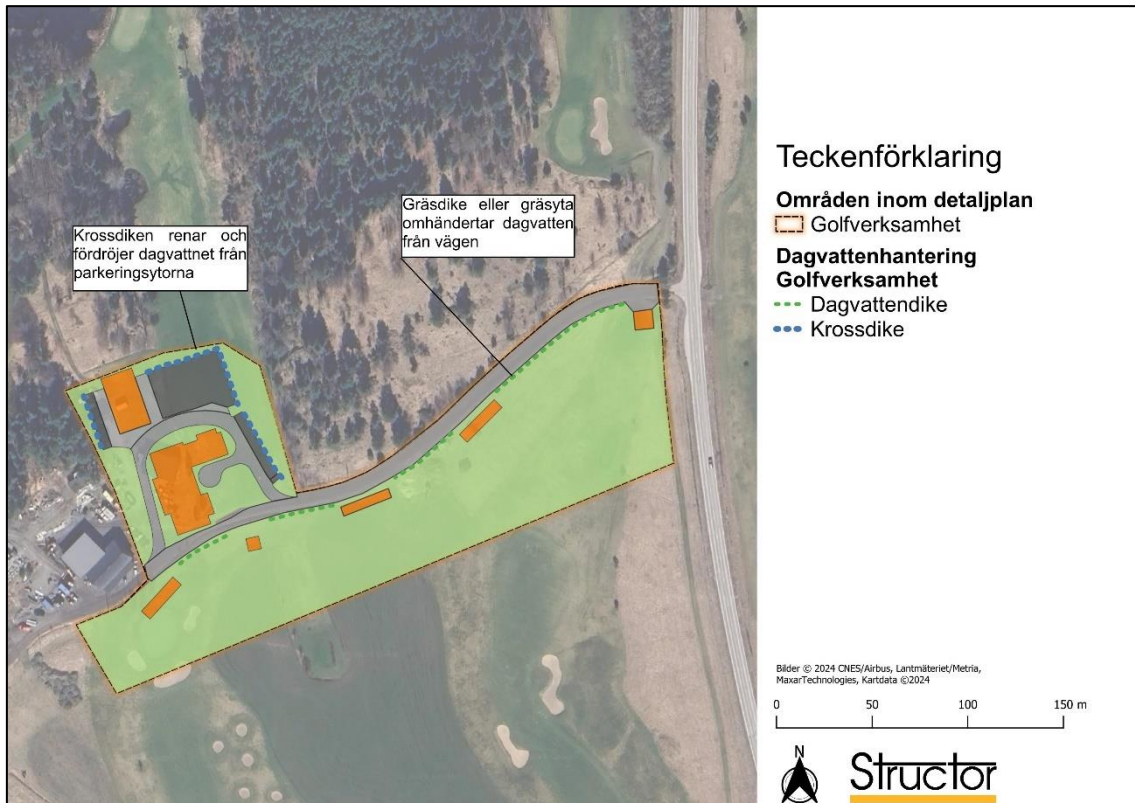 Krossdiken renar och
fördröjer dagvattnet från
parkeringsytorna
Gräsdike eller gräsyta
omhändertar dagvatten
från vägen
Teckenförklaring
Områden inom detaljplan
Golfverksamhet
Dagvattenhantering
Golfverksamhet
Dagvattendike
Krossdike
Bilder © 2024 CNES/Airbus, Lantmäteriet/Metria,
MaxarTechnologies, Kartdata ©2024
0 50 100 150 m
N
Structor